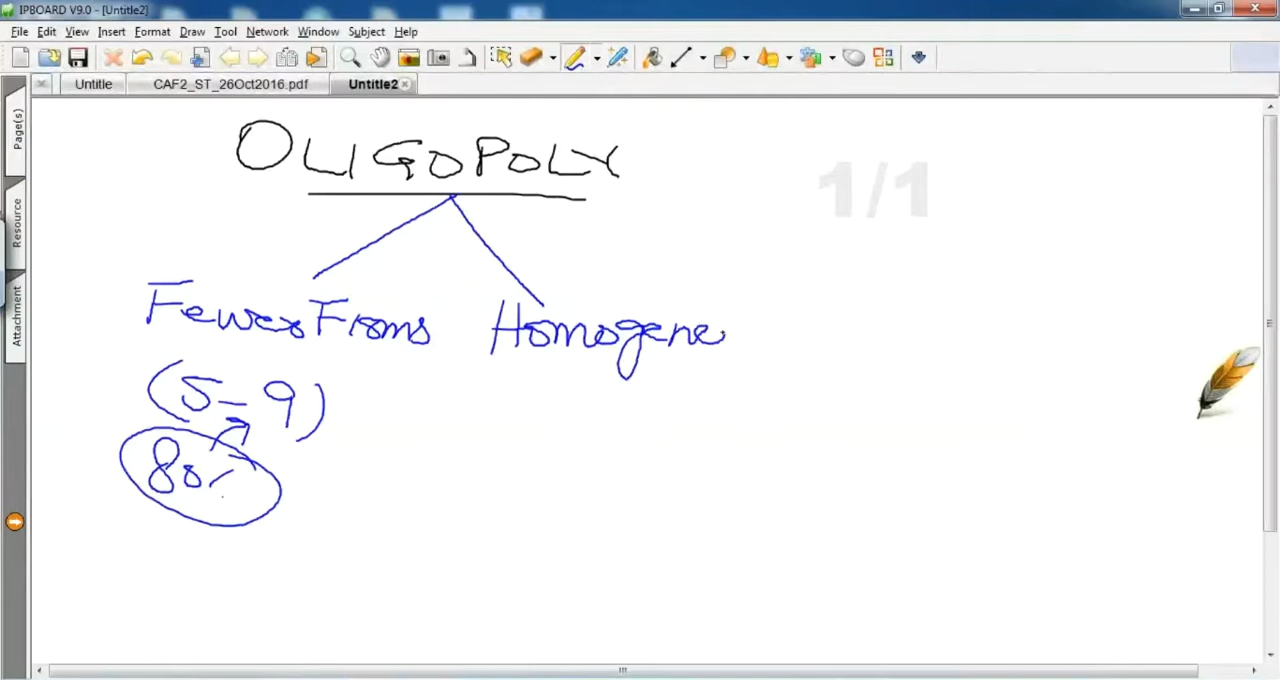 IPBOARD V9.0 - [Untitle2]
File Edit View Insert Format Draw Tool Network Window Subject Help
Untitle CAF2_ST_26Oct2016.pdf Untitle2
Page(s)
Resource
Attachment
1/1
OLIGOPOLY
Fewer Firms Homogene
(5-9)
80%